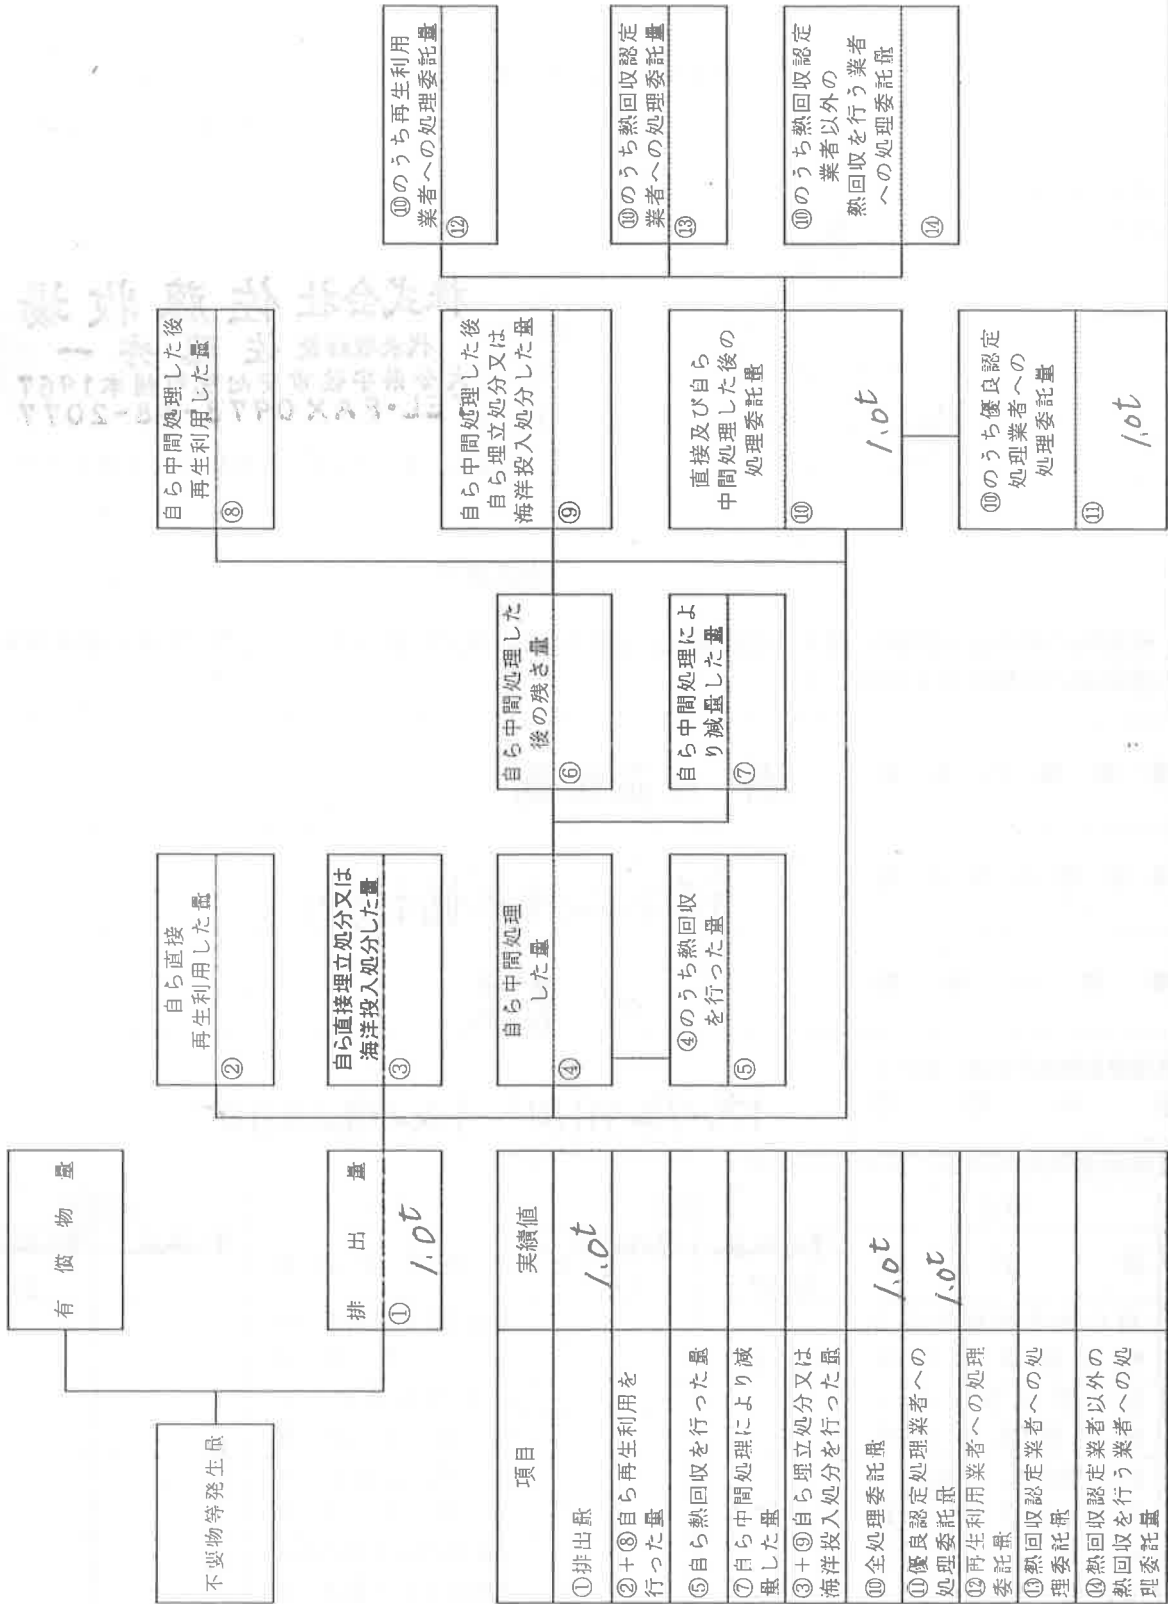 不要物等発生量
有償物量
排出量
① 1.0t
自ら直接
再生利用した量
②
自ら直接埋立処分又は
海洋投入処分した量
③
自ら中間処理
した量
④
④のうち熱回収
を行った量
⑤
自ら中間処理した
後の残さ量
⑥
自ら中間処理によ
り減量した量
⑦
自ら中間処理した後
再生利用した量
⑧
自ら中間処理した後
自ら埋立処分又は
海洋投入処分した量
⑨
直接及び自ら
中間処理した後の
処理委託量
⑩ 1.0t
⑩のうち優良認定
処理業者への
処理委託量
⑪ 1.0t
⑩のうち再生利用
業者への処理委託量
⑫
⑩のうち熱回収認定
業者への処理委託量
⑬
⑩のうち熱回収認定
業者以外の
熱回収を行う業者
への処理委託量
⑭
項目 実績値
①排出量 1.0t
②+⑧自ら再生利用を
行った量
⑤自ら熱回収を行った量
⑦自ら中間処理により減
量した量
③+⑨自ら埋立処分又は
海洋投入処分を行った量
⑩全処理委託量 1.0t
⑪優良認定処理業者への
処理委託量 1.0t
⑫再生利用業者への処理
委託量
⑬熱回収認定業者への処
理委託量
⑭熱回収認定業者以外の
熱回収を行う業者への処
理委託量